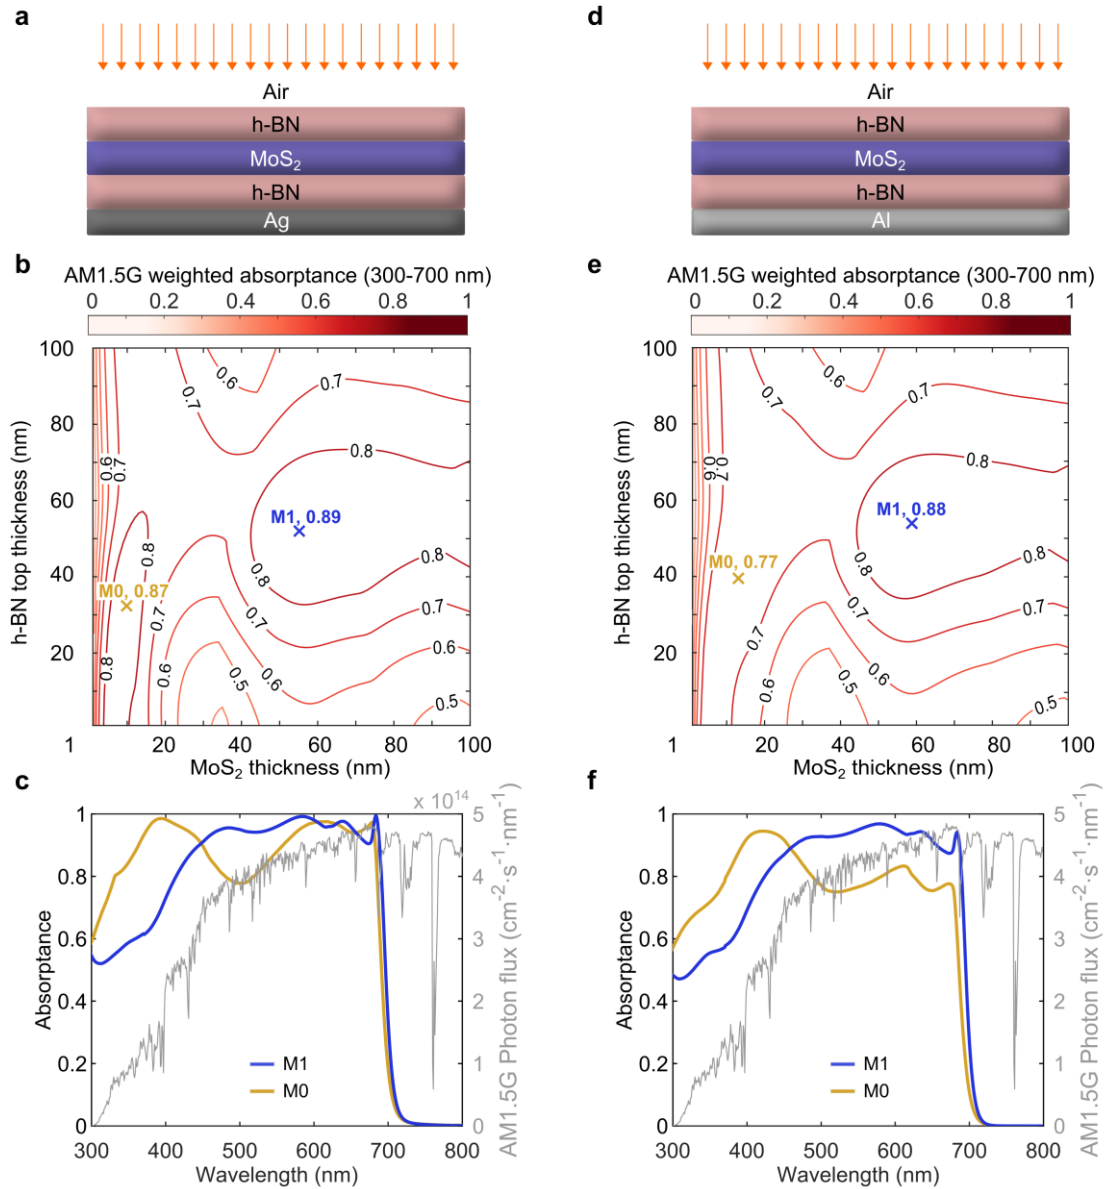 a
Air
h-BN
MoS₂
h-BN
Ag
d
Air
h-BN
MoS₂
h-BN
Al
b
AM1.5G weighted absorptance (300-700 nm)
0 0.2 0.4 0.6 0.8 1
h-BN top thickness (nm)
100
80
60
40
20
1
20 40 60 80 100
MoS₂ thickness (nm)
0.6
0.7
0.7
0.6
0.7
0.8
M1, 0.89
0.8
M0, 0.87
0.8
0.8
0.8
0.7
0.7
0.7
0.6
0.6
0.6
0.5
0.5
e
AM1.5G weighted absorptance (300-700 nm)
0 0.2 0.4 0.6 0.8 1
h-BN top thickness (nm)
100
80
60
40
20
1
20 40 60 80 100
MoS₂ thickness (nm)
0.6
0.7
0.7
0.6
0.7
0.8
M1, 0.88
M0, 0.77
0.8
0.8
0.7
0.7
0.7
0.6
0.6
0.6
0.5
0.5
c
x 10¹⁴
Absorptance
1
0.8
0.6
0.4
0.2
0
M1
M0
5
4
3
2
1
0
AM1.5G Photon flux (cm⁻²·s⁻¹·nm⁻¹)
300 400 500 600 700 800
Wavelength (nm)
f
Absorptance
1
0.8
0.6
0.4
0.2
0
M1
M0
5
4
3
2
1
0
AM1.5G Photon flux (cm⁻²·s⁻¹·nm⁻¹)
300 400 500 600 700 800
Wavelength (nm)